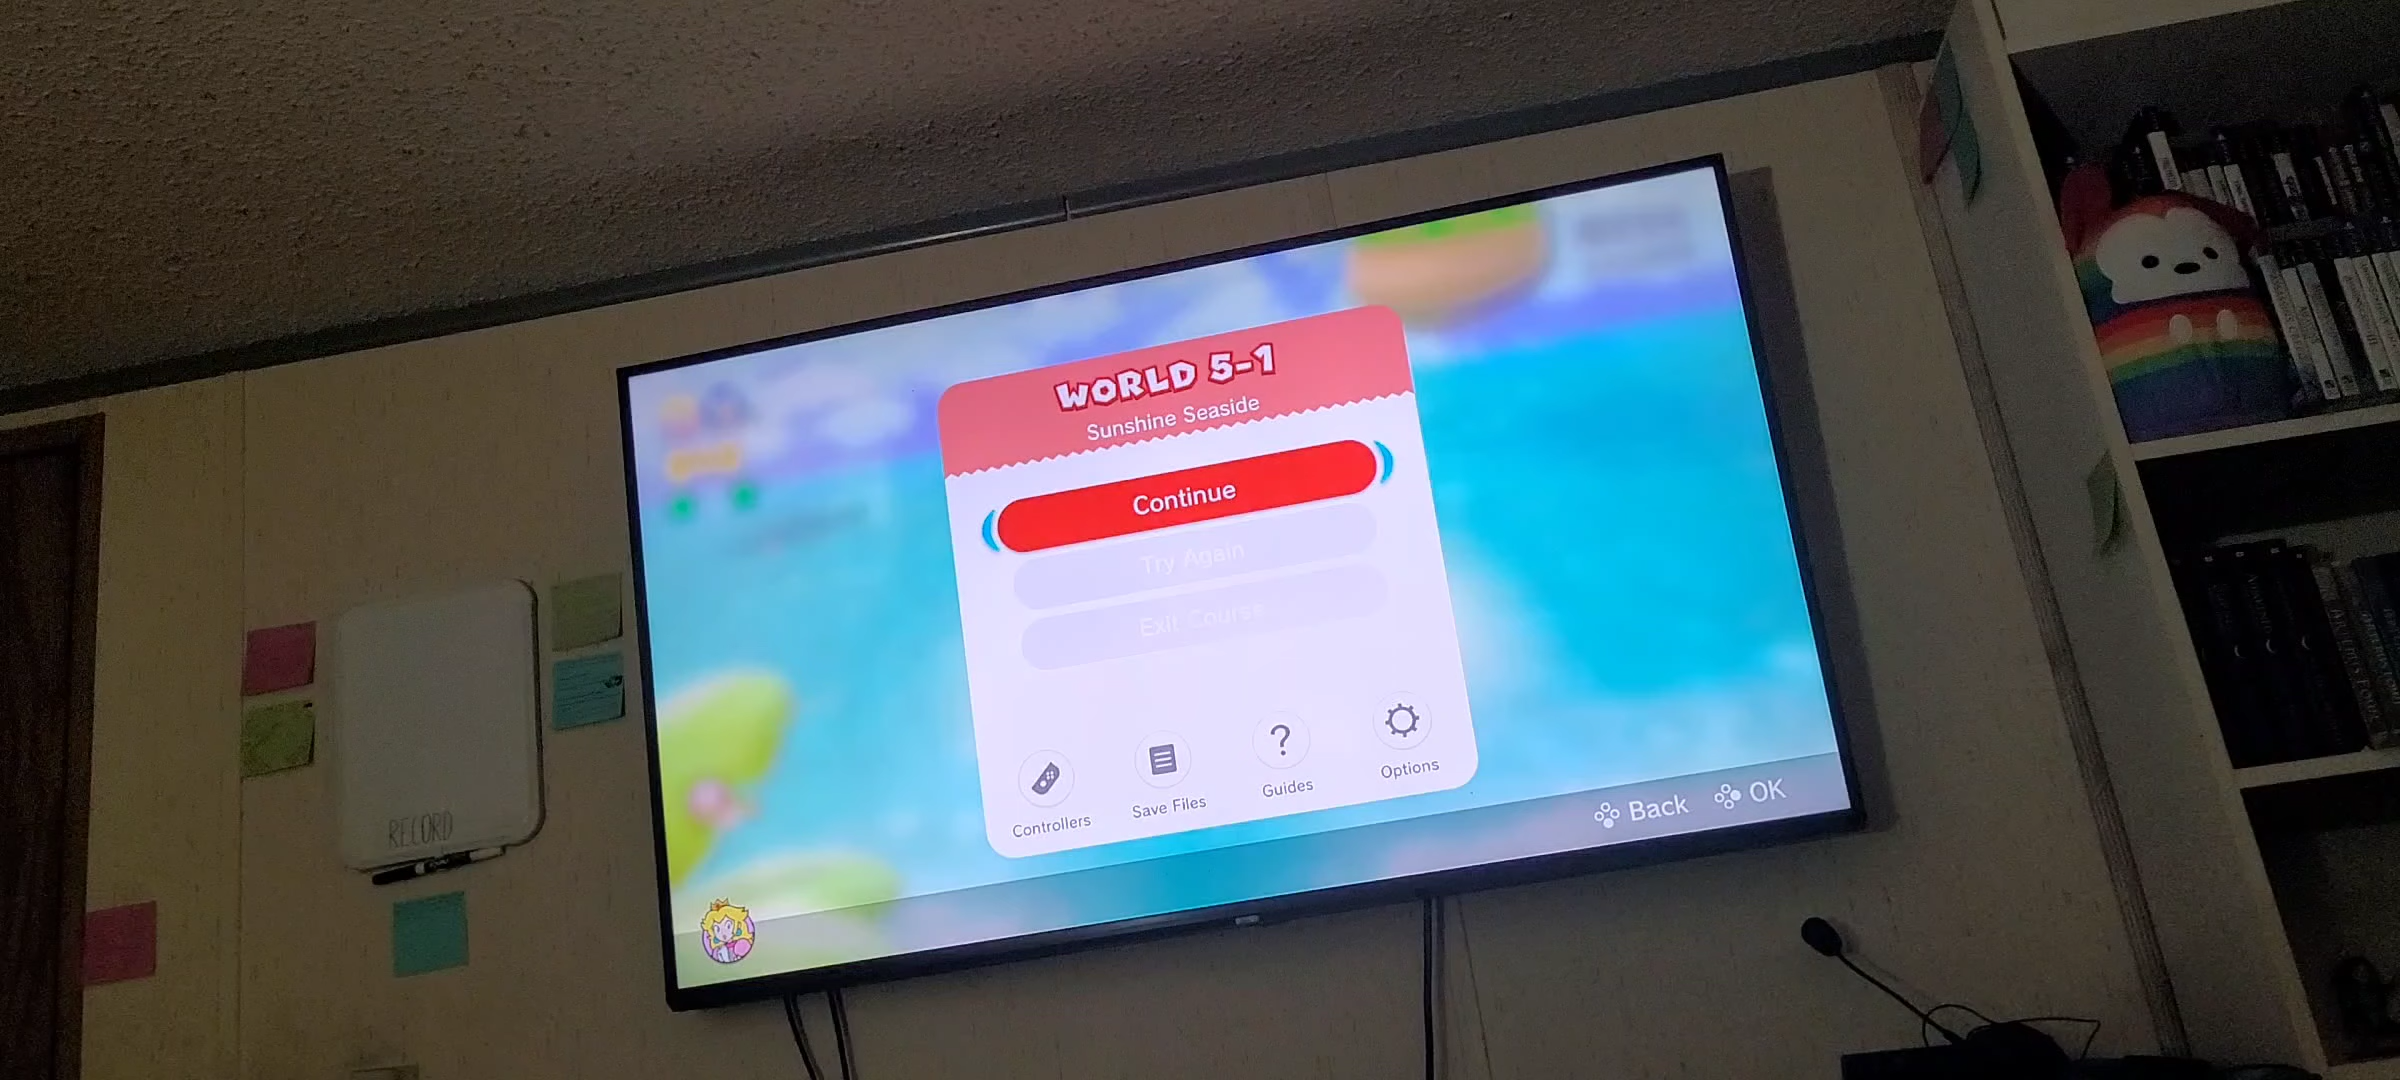 WORLD 5-1
Sunshine Seaside
Continue
Try Again
Exit Course
Controllers
Save Files
Guides
Options
Back
OK
RECORD